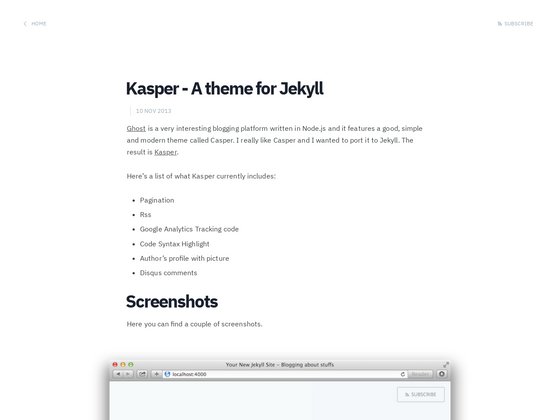 HOME
SUBSCRIBE
Kasper - A theme for Jekyll
10 NOV 2013
Ghost is a very interesting blogging platform written in Node.js and it features a good, simple
and modern theme called Casper. I really like Casper and I wanted to port it to Jekyll. The
result is Kasper.
Here's a list of what Kasper currently includes:
• Pagination
• Rss
• Google Analytics Tracking code
• Code Syntax Highlight
• Author's profile with picture
• Disqus comments
Screenshots
Here you can find a couple of screenshots.
Your New Jekyll Site – Blogging about stuffs
localhost:4000
Reader
SUBSCRIBE